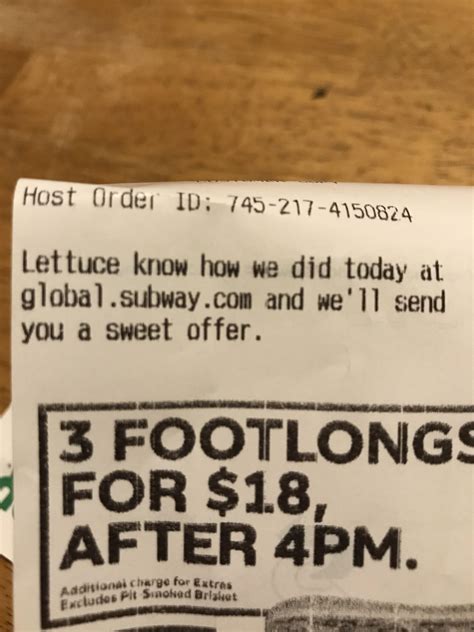 Host Order ID: 745-217-4150824
Lettuce know how we did today at
global.subway.com and we'll send
you a sweet offer.
3 FOOTLONGS
FOR $18,
AFTER 4PM.
Additional charge for Extras
Excludes Pit-Smoked Brisket